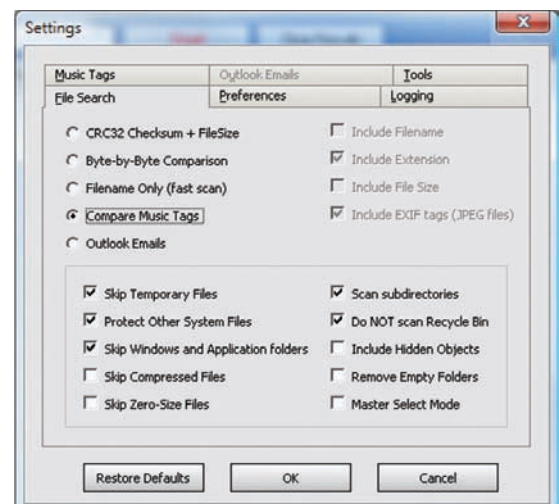 Settings
Music Tags
Outlook Emails
Tools
File Search
Preferences
Logging
CRC32 Checksum + FileSize
Byte-by-Byte Comparison
Filename Only (fast scan)
Compare Music Tags
Outlook Emails
Include Filename
Include Extension
Include File Size
Include EXIF tags (JPEG files)
Skip Temporary Files
Protect Other System Files
Skip Windows and Application folders
Skip Compressed Files
Skip Zero-Size Files
Scan subdirectories
Do NOT scan Recycle Bin
Include Hidden Objects
Remove Empty Folders
Master Select Mode
Restore Defaults
OK
Cancel